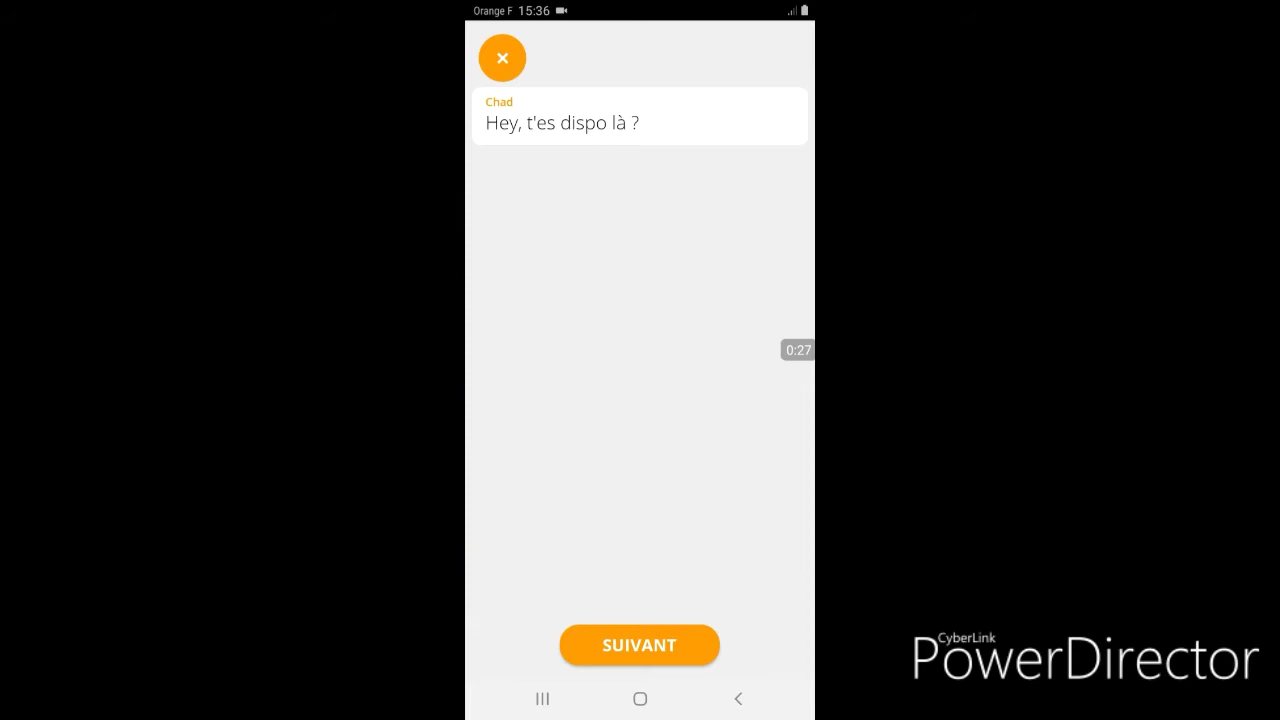 Orange F 15:36
Chad
Hey, t'es dispo là ?
0:27
SUIVANT
CyberLink
PowerDirector